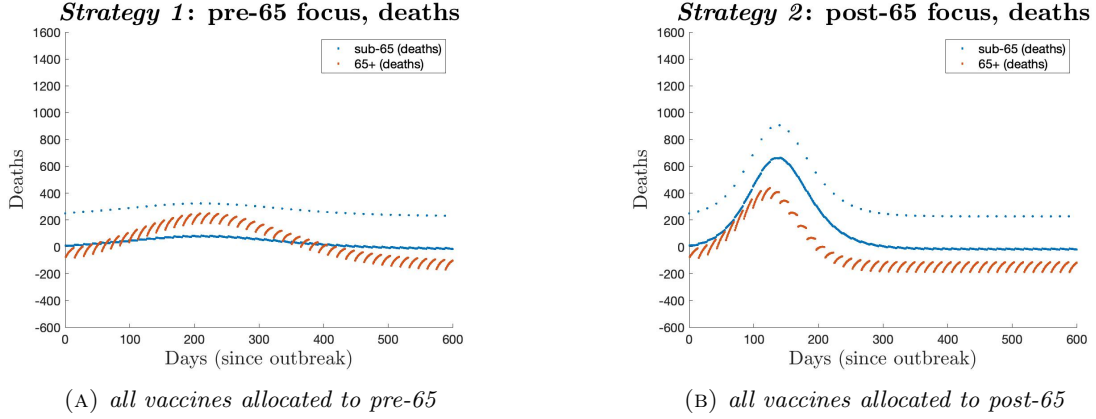 Strategy 1: pre-65 focus, deaths
1600
1400
1200
1000
800
600
400
200
0
-200
-400
-600
Deaths
sub-65 (deaths)
65+ (deaths)
0 100 200 300 400 500 600
Days (since outbreak)
(A) all vaccines allocated to pre-65
Strategy 2: post-65 focus, deaths
1600
1400
1200
1000
800
600
400
200
0
-200
-400
-600
Deaths
sub-65 (deaths)
65+ (deaths)
0 100 200 300 400 500 600
Days (since outbreak)
(B) all vaccines allocated to post-65